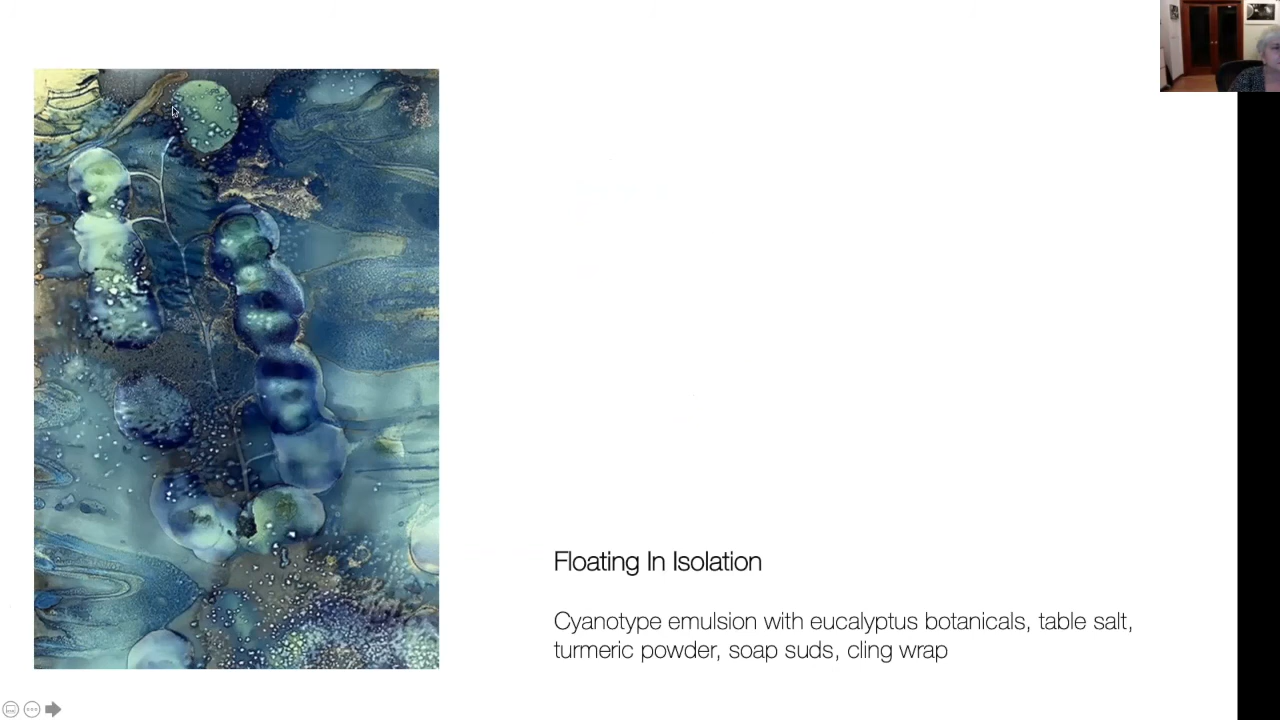 Floating In Isolation
Cyanotype emulsion with eucalyptus botanicals, table salt,
turmeric powder, soap suds, cling wrap